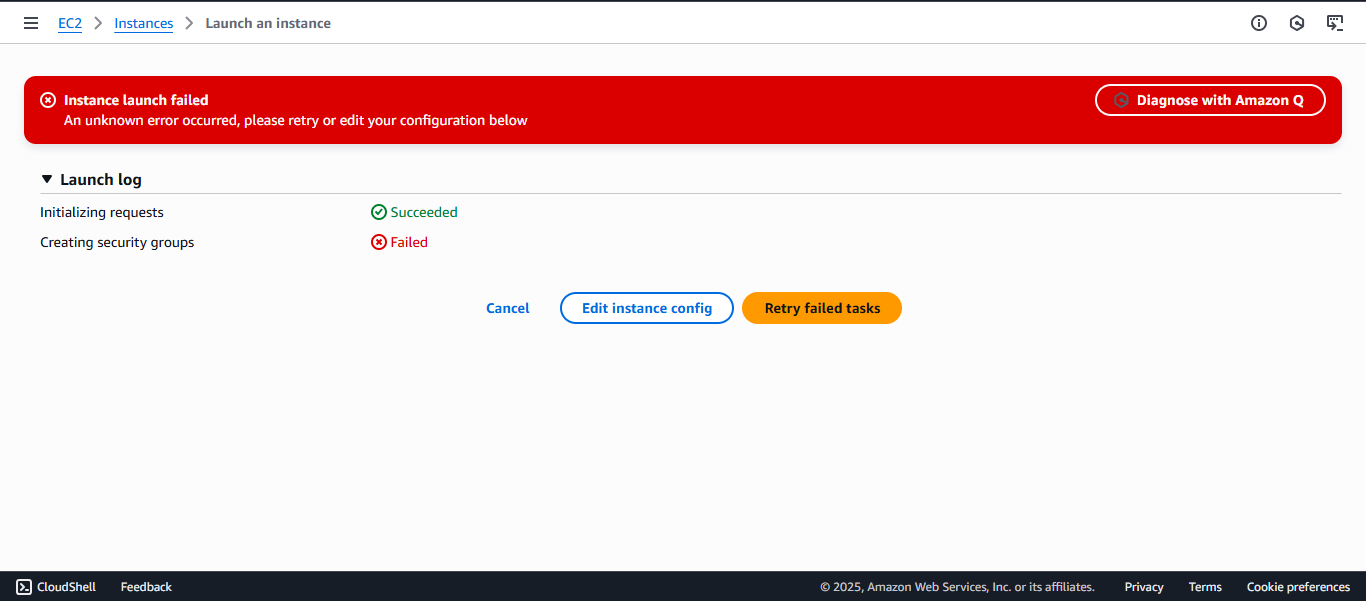 EC2 > Instances > Launch an instance
Instance launch failed
Diagnose with Amazon Q
An unknown error occurred, please retry or edit your configuration below
Launch log
Initializing requests Succeeded
Creating security groups Failed
Cancel Edit instance config Retry failed tasks
CloudShell Feedback © 2025, Amazon Web Services, Inc. or its affiliates. Privacy Terms Cookie preferences